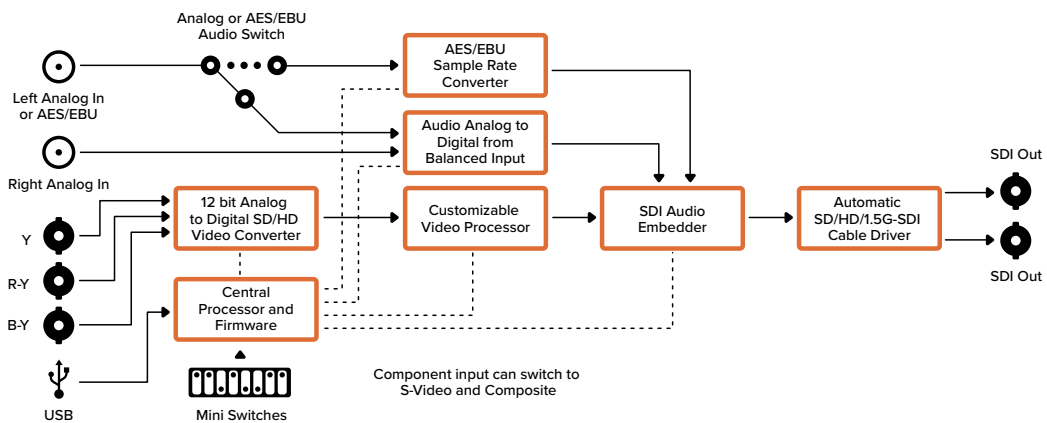 Analog or AES/EBU
Audio Switch
Left Analog In
or AES/EBU
Right Analog In
AES/EBU
Sample Rate
Converter
Audio Analog to
Digital from
Balanced Input
Y
R-Y
B-Y
USB
12 bit Analog
to Digital SD/HD
Video Converter
Customizable
Video Processor
SDI Audio
Embedder
Automatic
SD/HD/1.5G-SDI
Cable Driver
SDI Out
SDI Out
Central
Processor and
Firmware
Mini Switches
Component input can switch to
S-Video and Composite